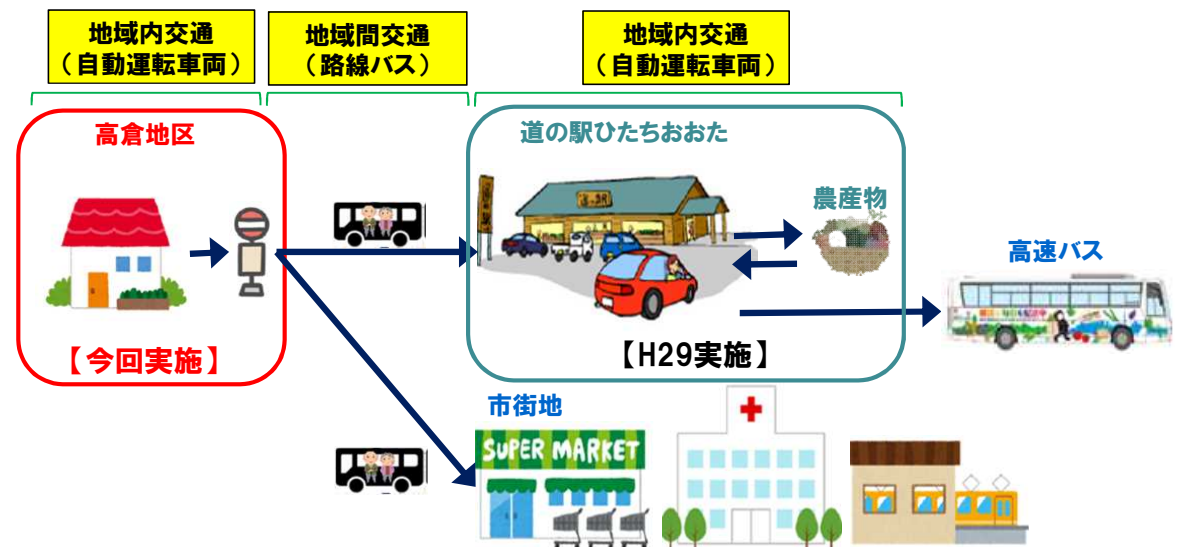 地域内交通
（自動運転車両）
地域間交通
（路線バス）
地域内交通
（自動運転車両）
高倉地区
道の駅ひたちおおた
道の駅
農産物
高速バス
【今回実施】
【H29実施】
市街地
SUPER MARKET